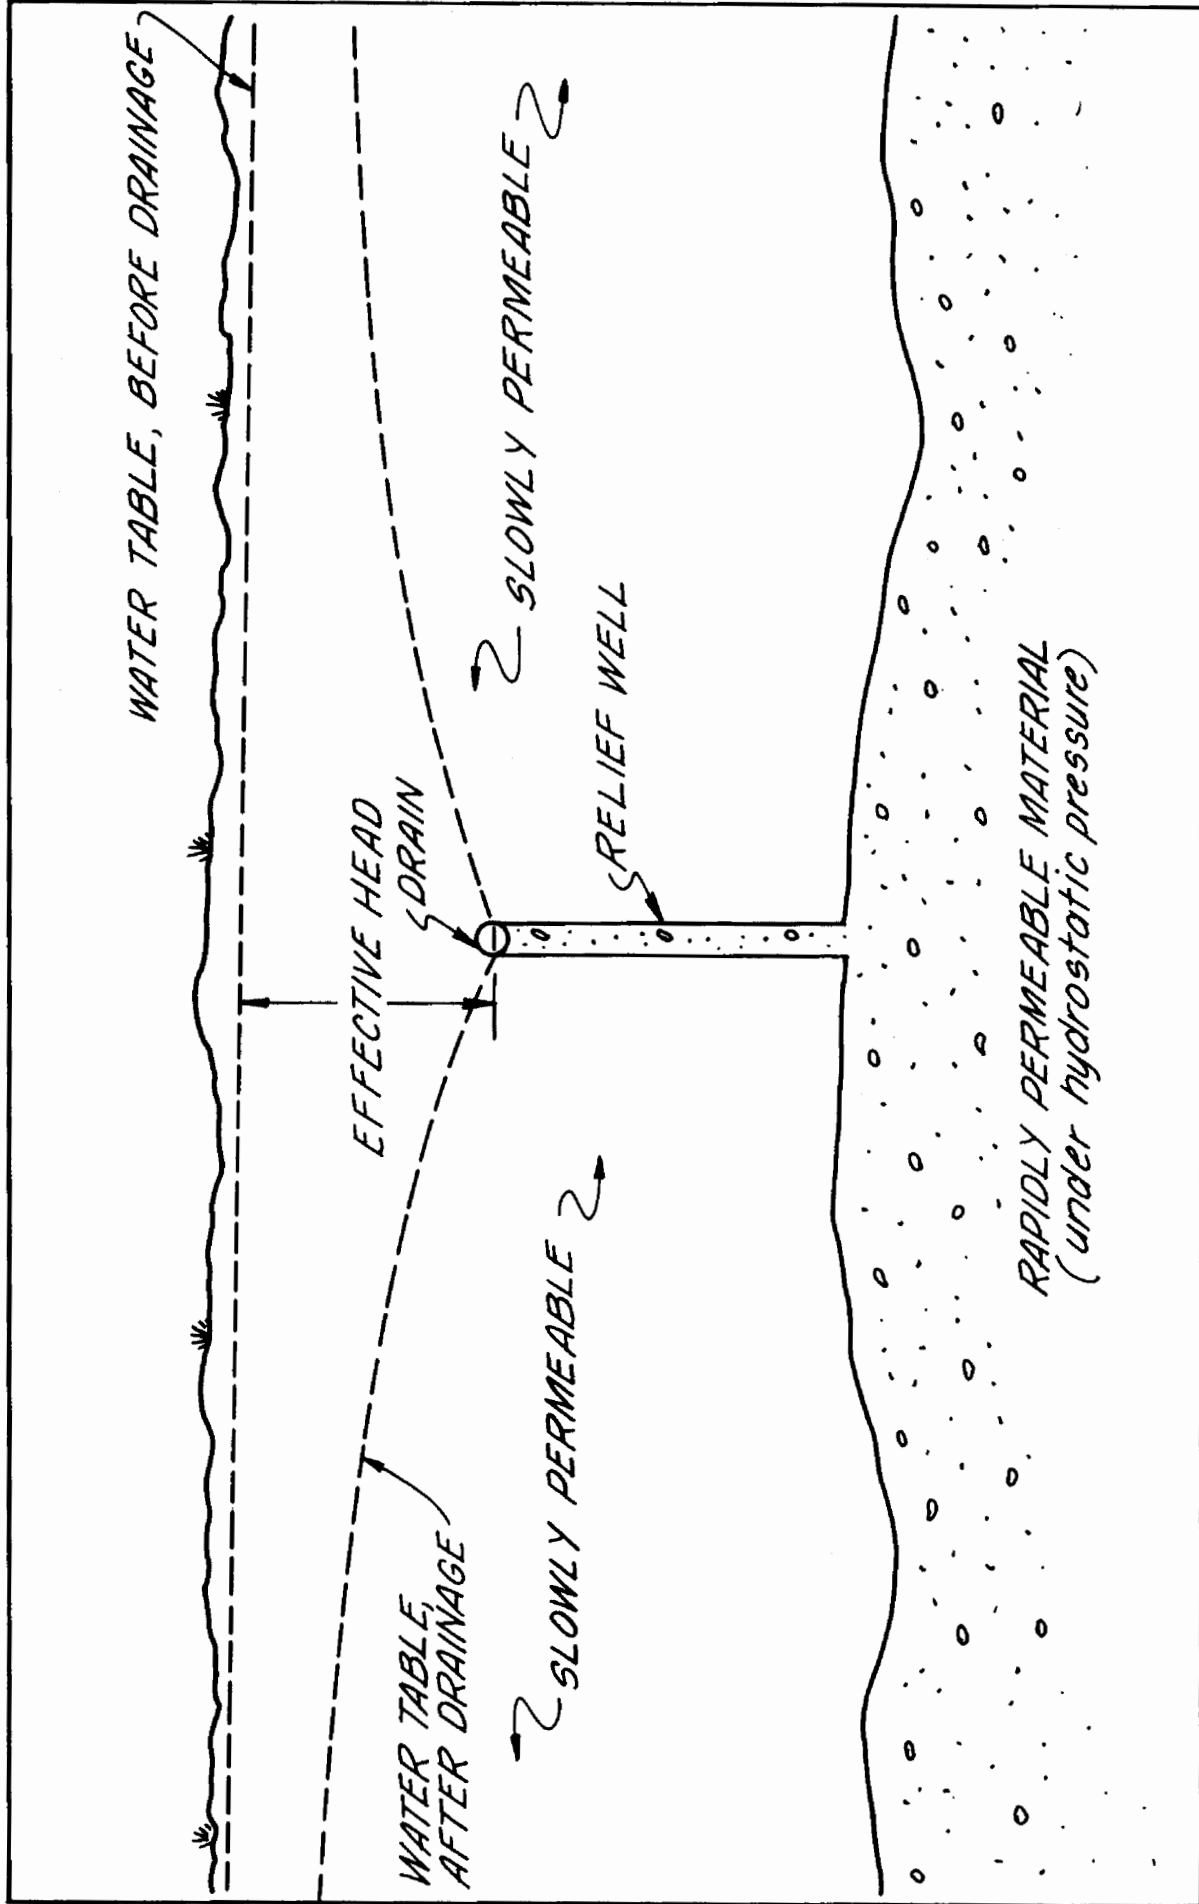 WATER TABLE, BEFORE DRAINAGE
EFFECTIVE HEAD
DRAIN
WATER TABLE,
AFTER DRAINAGE
SLOWLY PERMEABLE
SLOWLY PERMEABLE
RELIEF WELL
RAPIDLY PERMEABLE MATERIAL
(under hydrostatic pressure)